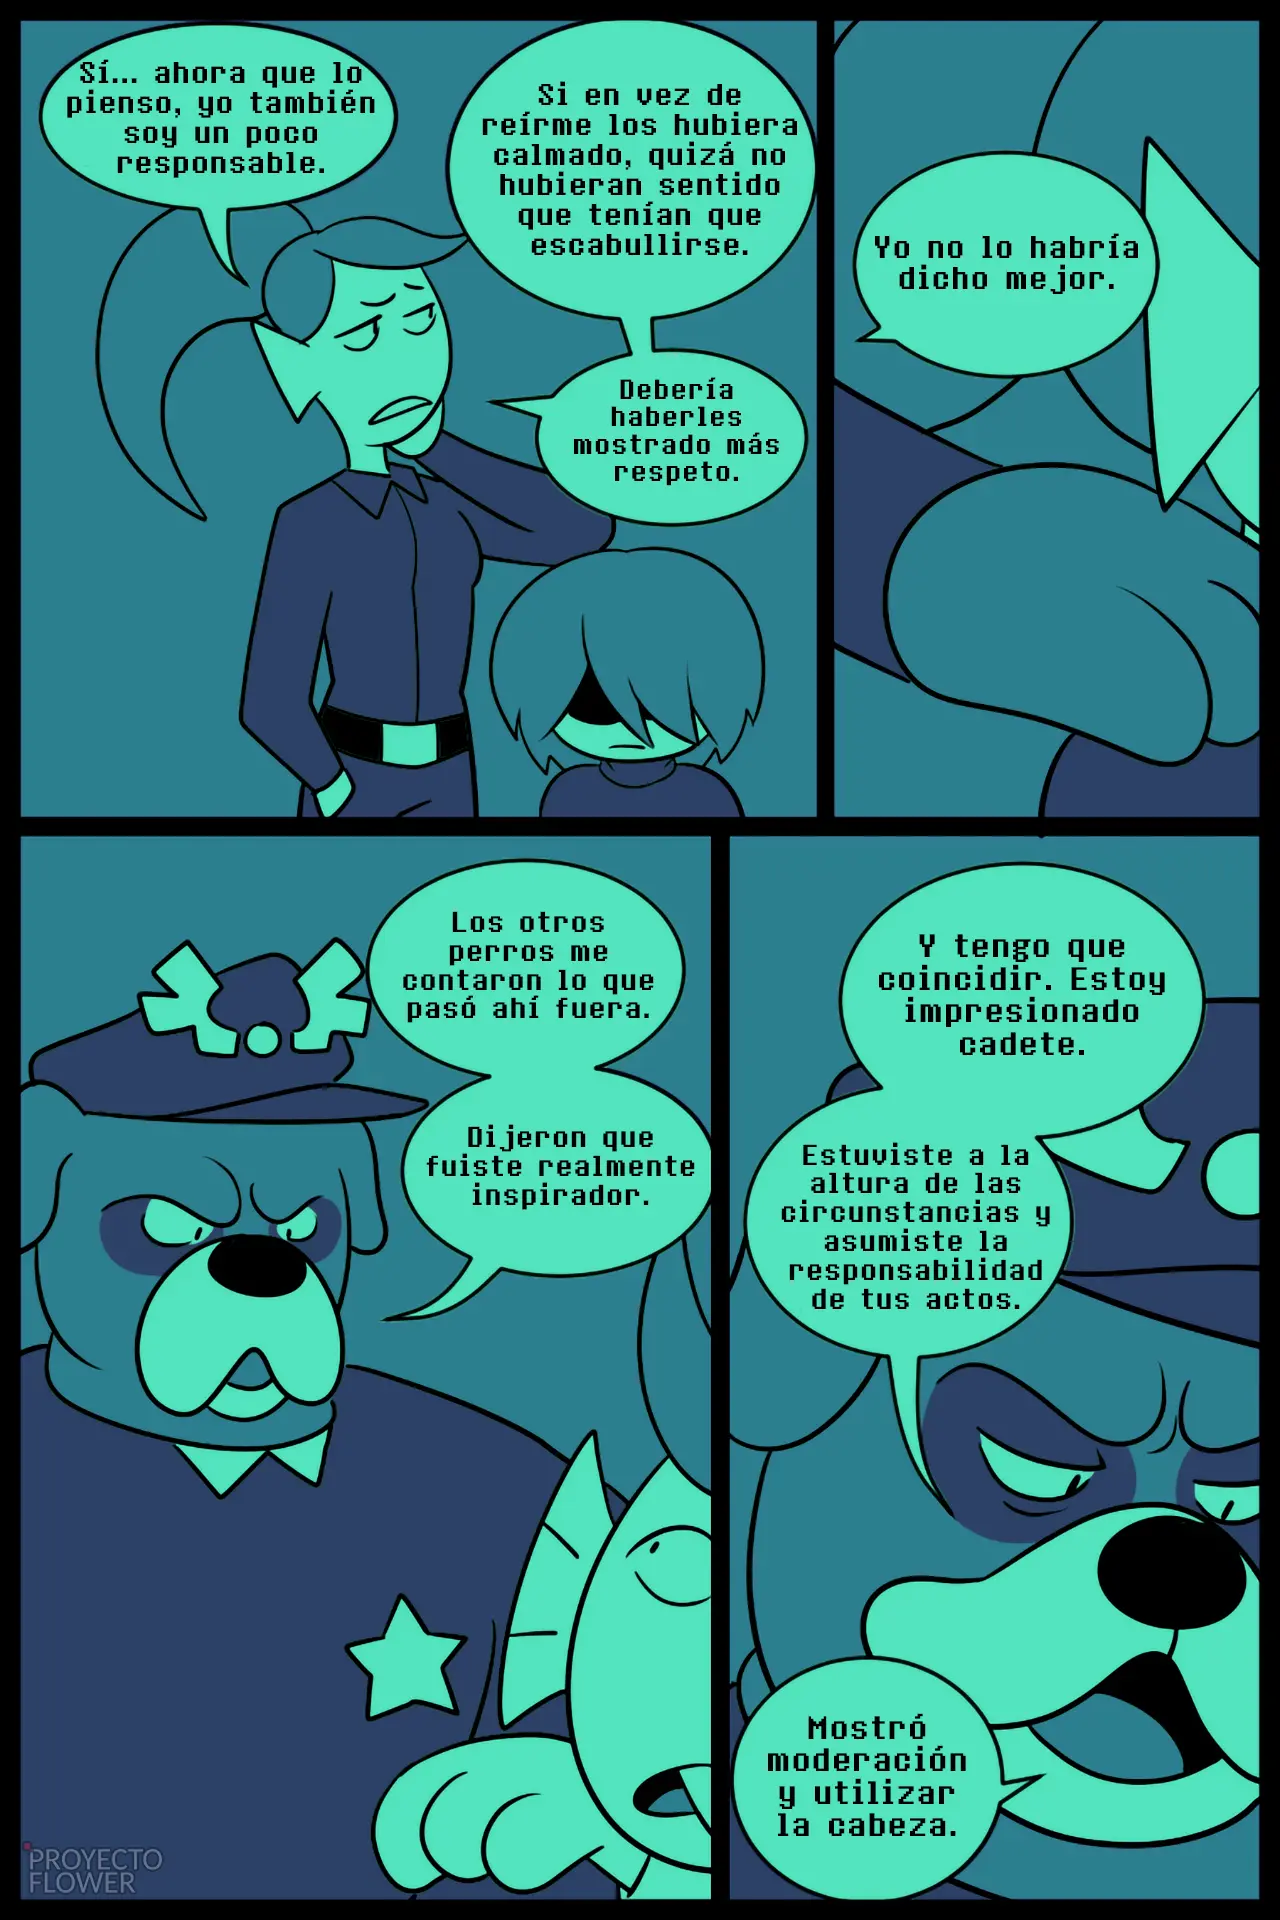 Sí... ahora que lo
pienso, yo también
soy un poco
responsable.
Si en vez de
reírme los hubiera
calmado, quizá no
hubieran sentido
que tenían que
escabullirse.
Debería
haberles
mostrado más
respeto.
Yo no lo habría
dicho mejor.
Los otros
perros me
contaron lo que
pasó ahí fuera.
Dijeron que
fuiste realmente
inspirador.
Y tengo que
coincidir. Estoy
impresionado
cadete.
Estuviste a la
altura de las
circunstancias y
asumiste la
responsabilidad
de tus actos.
Mostró
moderación
y utilizar
la cabeza.
PROYECTO
FLOWER